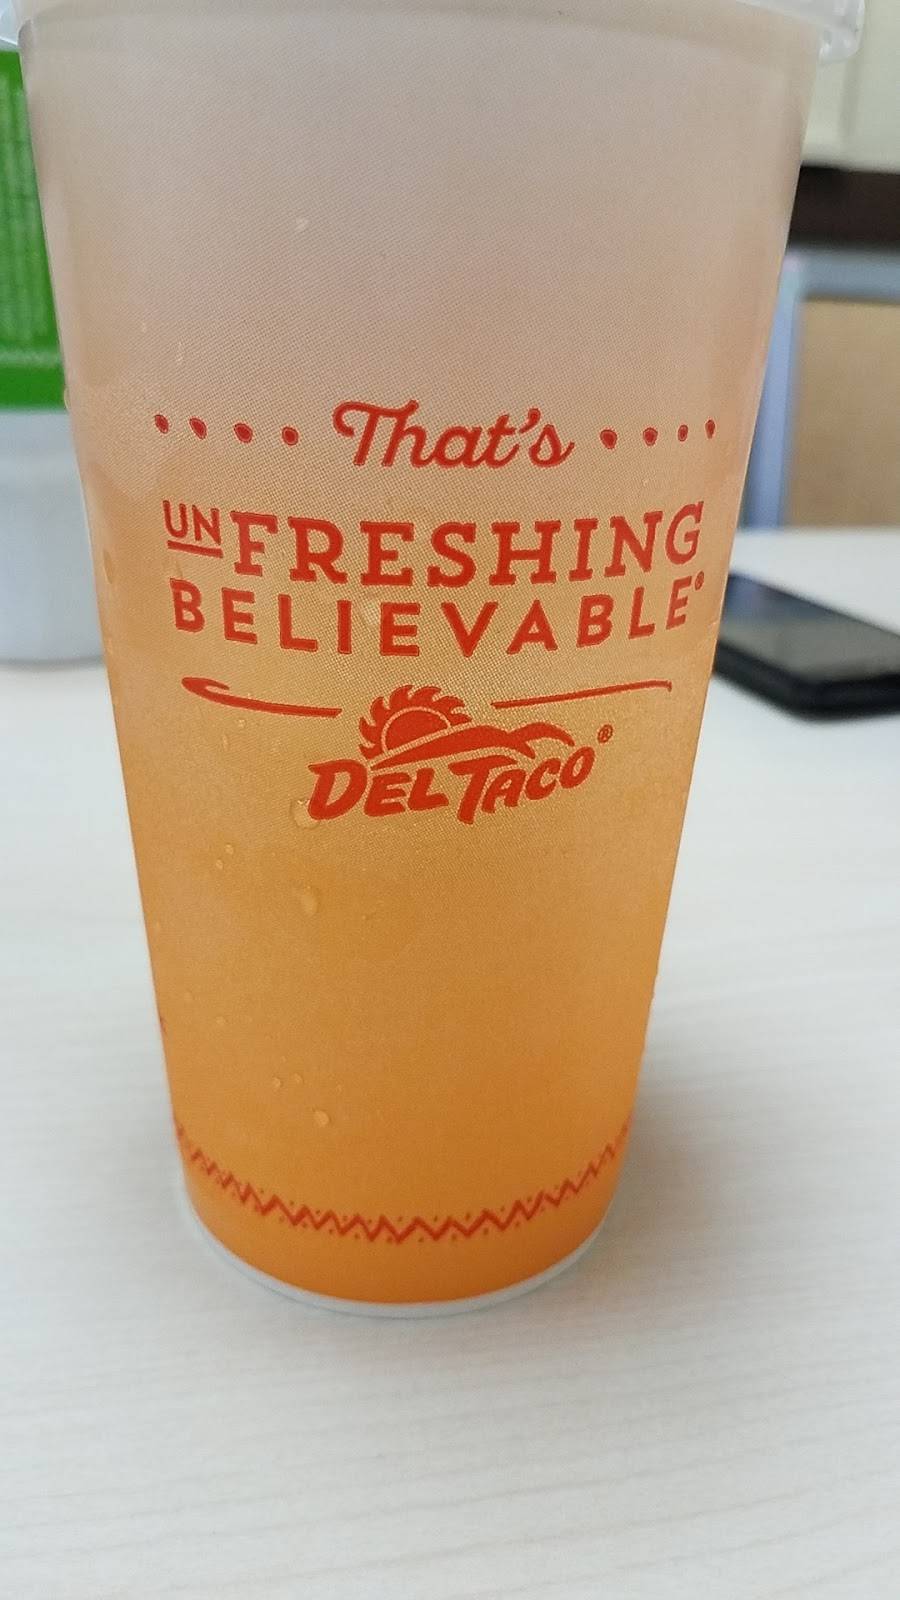 That's
UNFRESHING
BELIEVABLE®
DEL TACO®